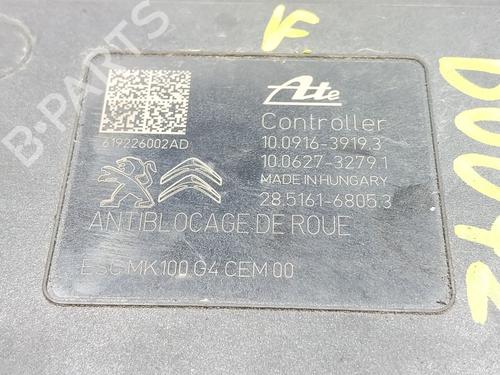 Ate
619226002AD
Controller
10.0916-3919.3
10.0627-3279.1
MADE IN HUNGARY
28.5161-6805.3
ANTIBLOCAGE DE ROUE
ESC MK100 G4 CEM 00
B-PARTS